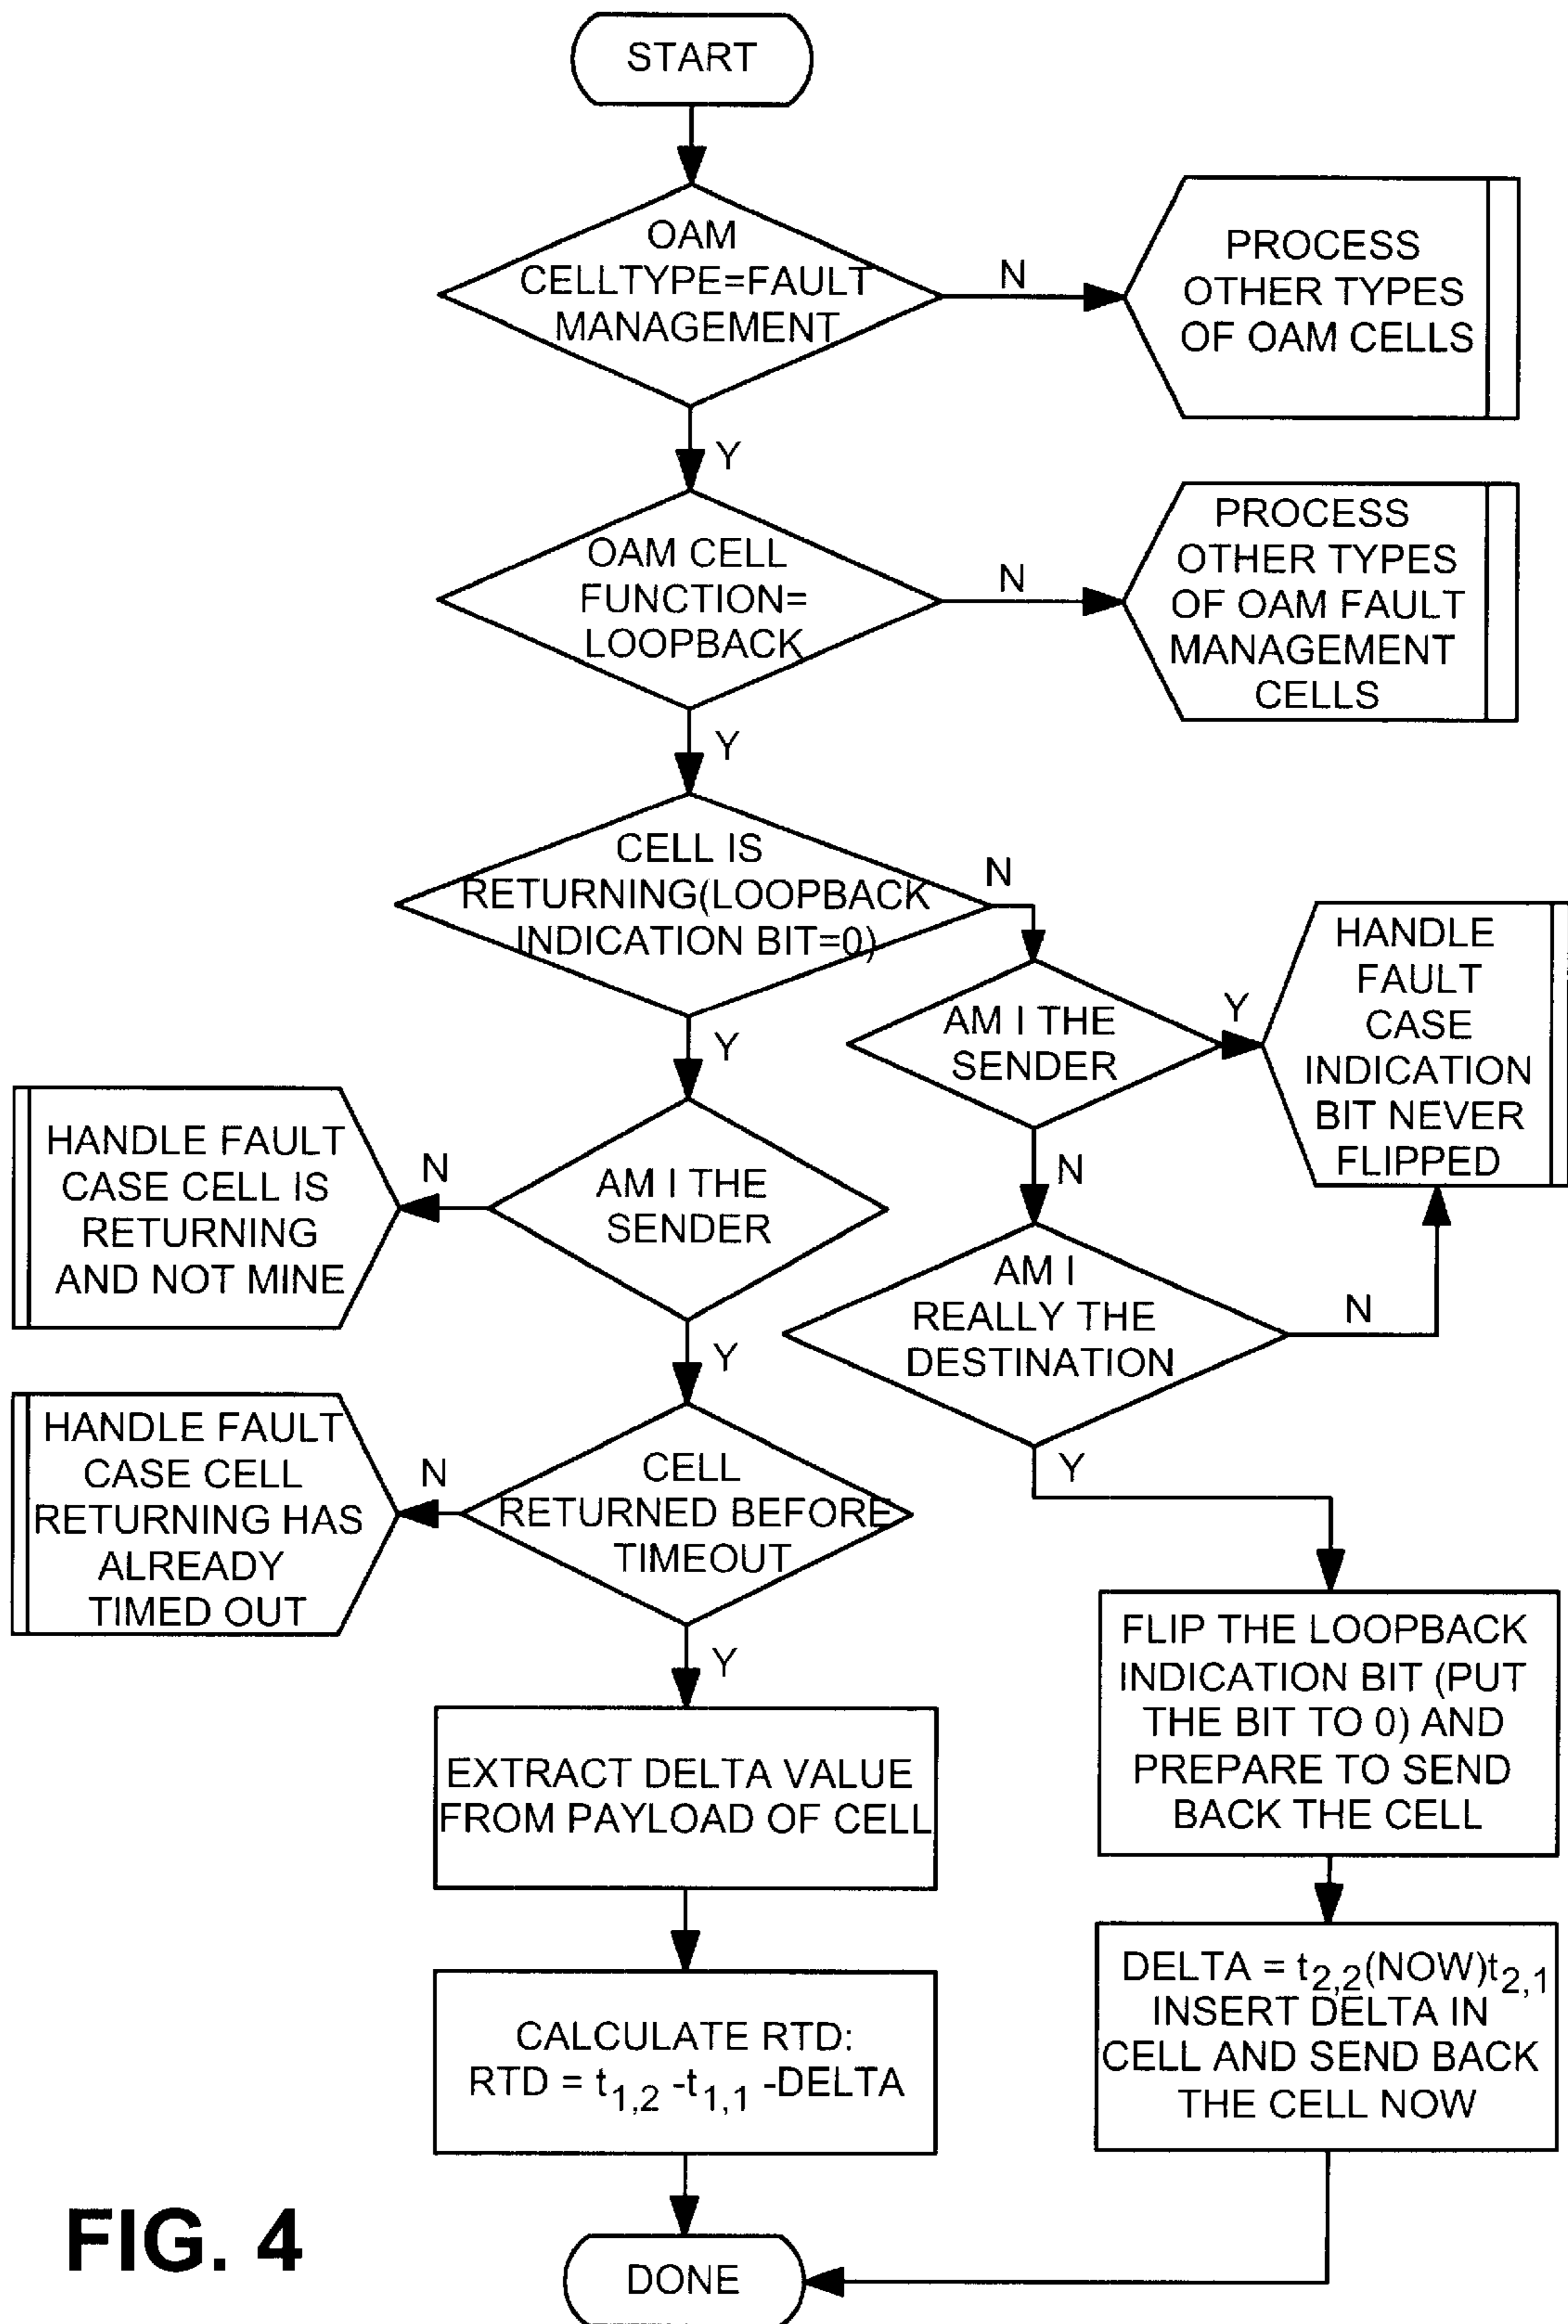 START
OAM
CELLTYPE=FAULT
MANAGEMENT
N
PROCESS
OTHER TYPES
OF OAM CELLS
Y
OAM CELL
FUNCTION=
LOOPBACK
N
PROCESS
OTHER TYPES
OF OAM FAULT
MANAGEMENT
CELLS
Y
CELL IS
RETURNING(LOOPBACK
INDICATION BIT=0)
N
AM I THE
SENDER
Y
HANDLE
FAULT
CASE
INDICATION
BIT NEVER
FLIPPED
Y
AM I THE
SENDER
N
HANDLE FAULT
CASE CELL IS
RETURNING
AND NOT MINE
N
AM I
REALLY THE
DESTINATION
N
Y
CELL
RETURNED BEFORE
TIMEOUT
N
HANDLE FAULT
CASE CELL
RETURNING HAS
ALREADY
TIMED OUT
Y
FLIP THE LOOPBACK
INDICATION BIT (PUT
THE BIT TO 0) AND
PREPARE TO SEND
BACK THE CELL
Y
EXTRACT DELTA VALUE
FROM PAYLOAD OF CELL
DELTA = t2,2(NOW)t2,1
INSERT DELTA IN
CELL AND SEND BACK
THE CELL NOW
CALCULATE RTD:
RTD = t1,2 -t1,1 -DELTA
DONE
FIG. 4